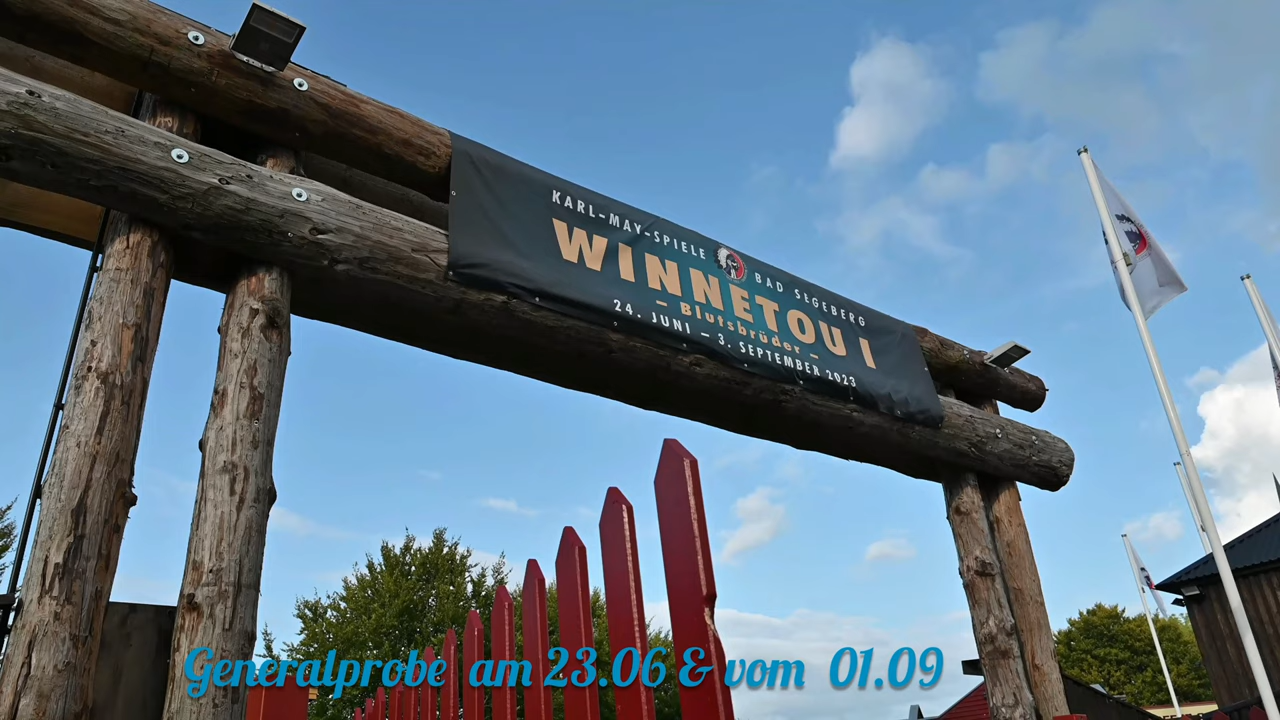 KARL-MAY-SPIELE BAD SEGEBERG
WINNETOU I
- Blutsbrüder -
24. JUNI - 3. SEPTEMBER 2023
Generalprobe am 23.06 & vom 01.09